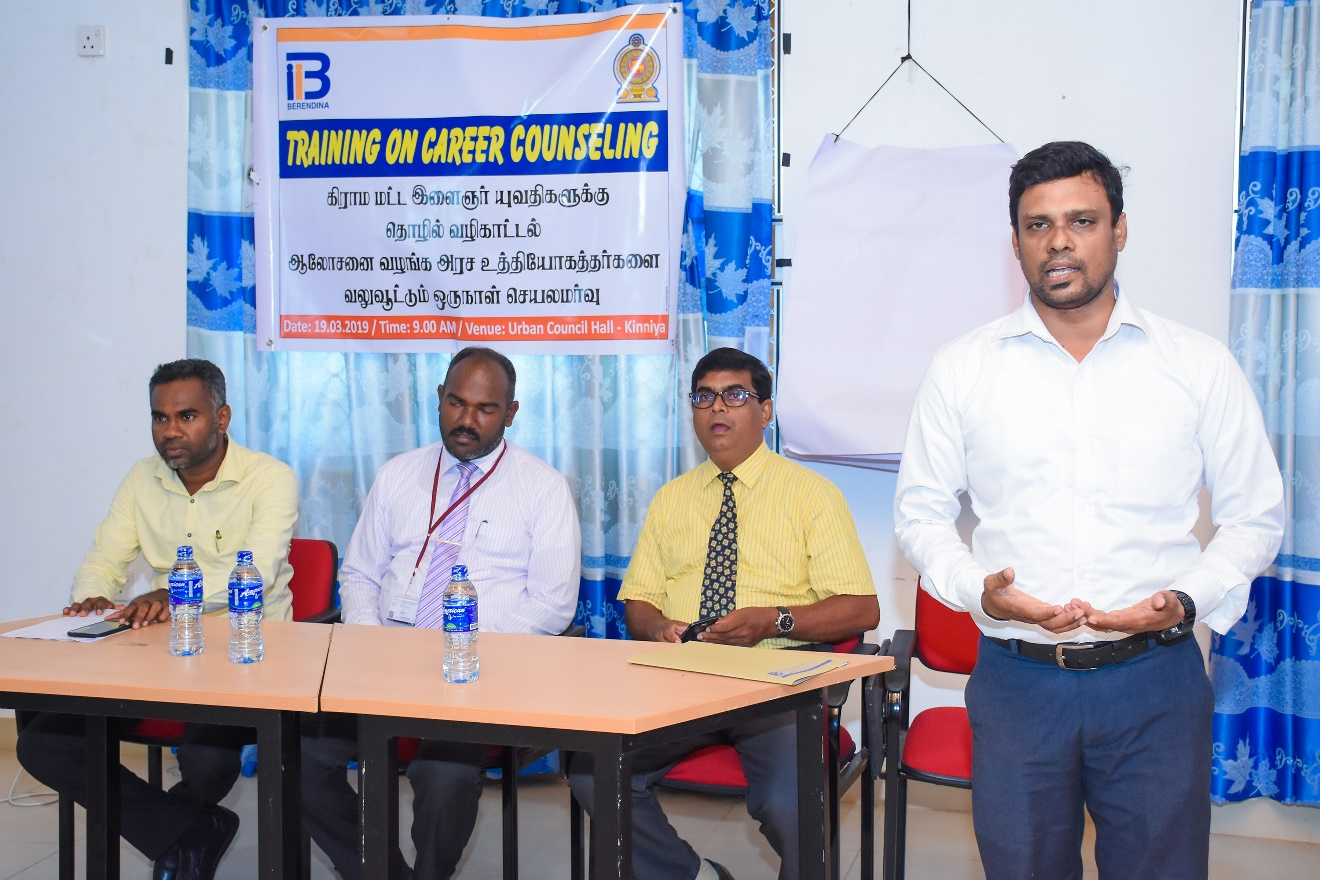 BERENDINA
TRAINING ON CAREER COUNSELING
கிராம மட்ட இளைஞர் யுவதிகளுக்கு
தொழில் வழிகாட்டல்
ஆலோசனை வழங்க அரச உத்தியோகத்தர்களை
வலுவூட்டும் ஒருநாள் செயலமர்வு
Date: 19.03.2019 / Time: 9.00 AM / Venue: Urban Council Hall - Kinniya